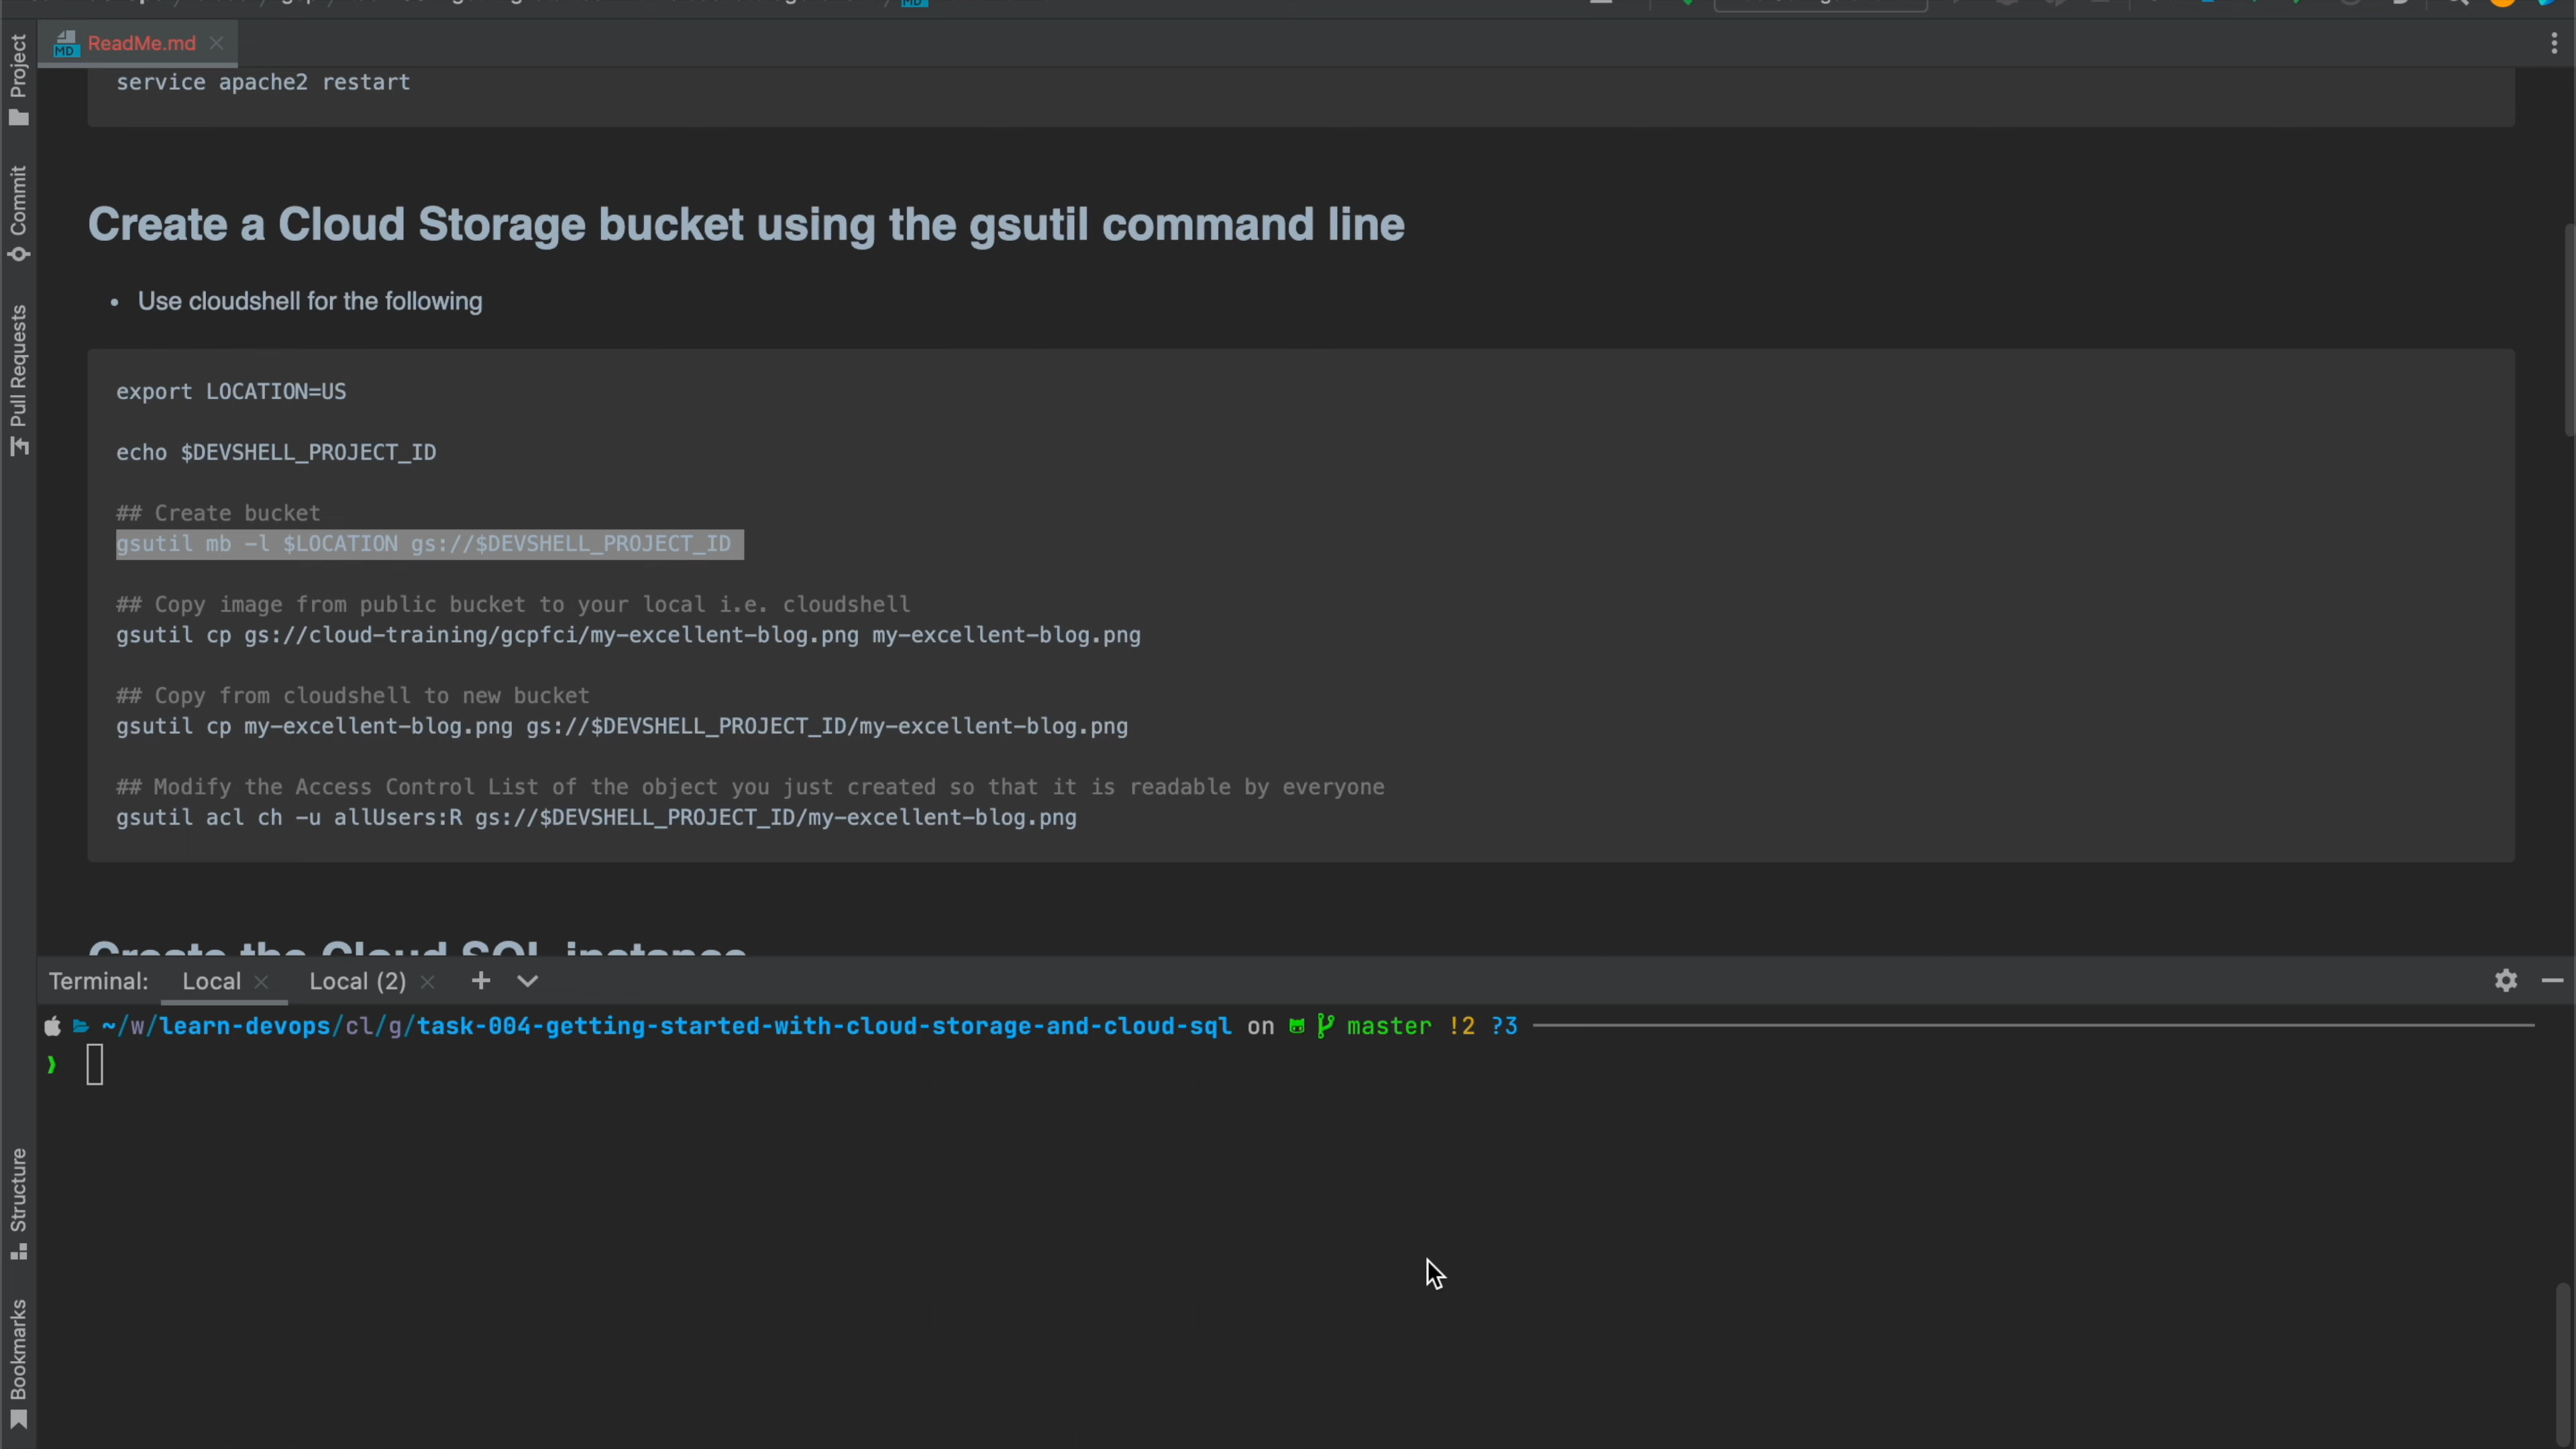 ReadMe.md
Project
Commit
Pull Requests
Structure
Bookmarks
service apache2 restart
Create a Cloud Storage bucket using the gsutil command line
• Use cloudshell for the following
export LOCATION=US
echo $DEVSHELL_PROJECT_ID
## Create bucket
gsutil mb -l $LOCATION gs://$DEVSHELL_PROJECT_ID
## Copy image from public bucket to your local i.e. cloudshell
gsutil cp gs://cloud-training/gcpfci/my-excellent-blog.png my-excellent-blog.png
## Copy from cloudshell to new bucket
gsutil cp my-excellent-blog.png gs://$DEVSHELL_PROJECT_ID/my-excellent-blog.png
## Modify the Access Control List of the object you just created so that it is readable by everyone
gsutil acl ch -u allUsers:R gs://$DEVSHELL_PROJECT_ID/my-excellent-blog.png
Create the Cloud SQL instance
Terminal: Local Local (2)
~/w/learn-devops/cl/g/task-004-getting-started-with-cloud-storage-and-cloud-sql on master !2 ?3
❯